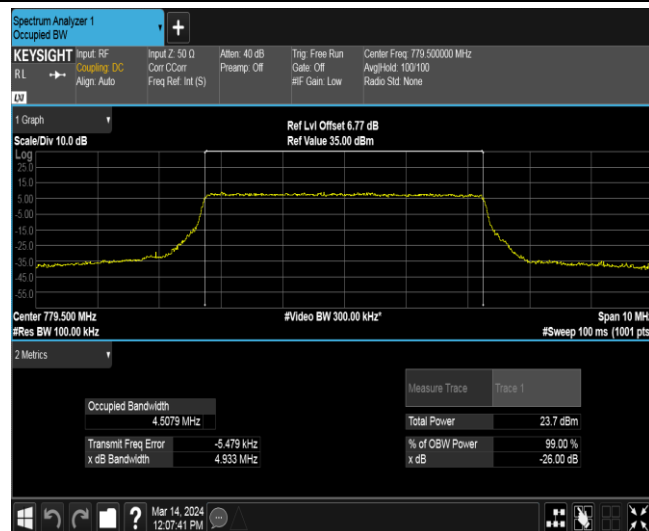 Spectrum Analyzer 1
Occupied BW
+
KEYSIGHT Input: RF Input Z: 50 Ω Atten: 40 dB Trig: Free Run Center Freq: 779.500000 MHz
RL Coupling: DC Corr CCorr Preamp: Off Gate: Off Avg|Hold: 100/100
Align: Auto Freq Ref: Int (S) #IF Gain: Low Radio Std: None
LXI
1 Graph
Ref Lvl Offset 6.77 dB
Scale/Div 10.0 dB Ref Value 35.00 dBm
Log
25.0
15.0
5.00
-5.00
-15.0
-25.0
-35.0
-45.0
-55.0
Center 779.500 MHz #Video BW 300.00 kHz* Span 10 MHz
#Res BW 100.00 kHz #Sweep 100 ms (1001 pts
2 Metrics
Measure Trace Trace 1
Occupied Bandwidth
4.5079 MHz Total Power 23.7 dBm
Transmit Freq Error -5.479 kHz % of OBW Power 99.00 %
x dB Bandwidth 4.933 MHz x dB -26.00 dB
? Mar 14, 2024
12:07:41 PM